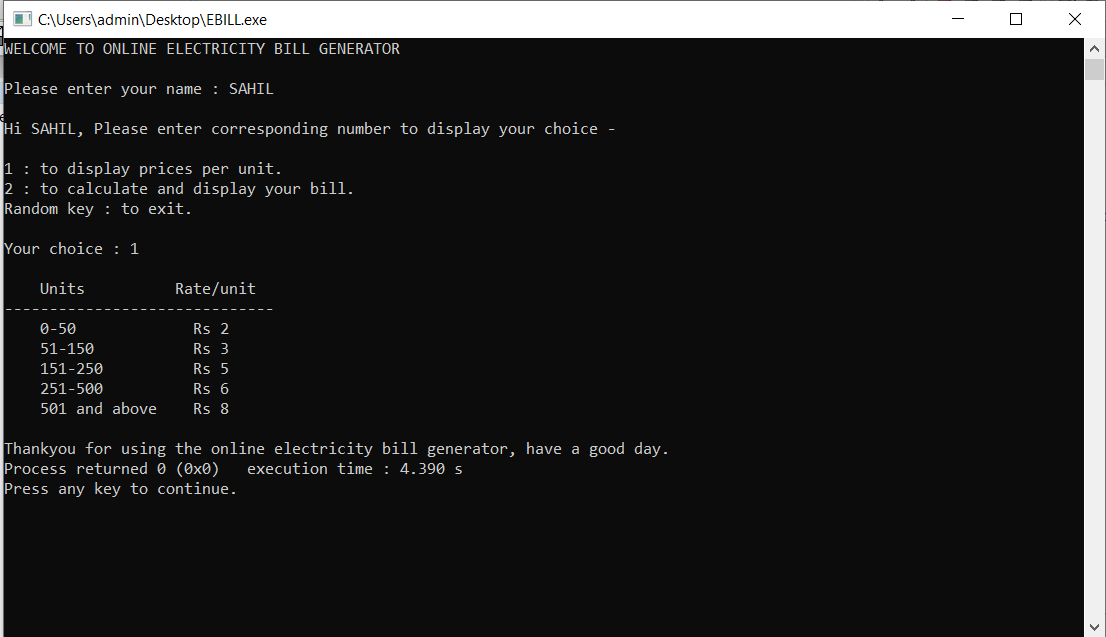 C:\Users\admin\Desktop\EBILL.exe
WELCOME TO ONLINE ELECTRICITY BILL GENERATOR
Please enter your name : SAHIL
Hi SAHIL, Please enter corresponding number to display your choice -
1 : to display prices per unit.
2 : to calculate and display your bill.
Random key : to exit.
Your choice : 1
Units Rate/unit
------------------------------
0-50 Rs 2
51-150 Rs 3
151-250 Rs 5
251-500 Rs 6
501 and above Rs 8
Thankyou for using the online electricity bill generator, have a good day.
Process returned 0 (0x0) execution time : 4.390 s
Press any key to continue.